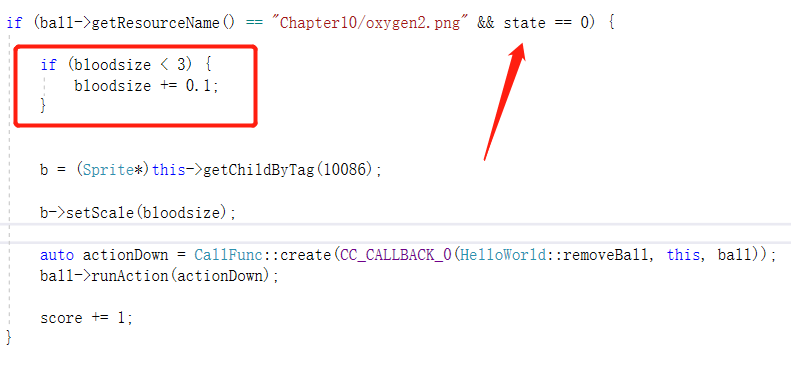 if (ball->getResourceName() == "Chapter10/oxygen2.png" && state == 0) {
if (bloodsize < 3) {
bloodsize += 0.1;
}
b = (Sprite*)this->getChildByTag(10086);
b->setScale(bloodsize);
auto actionDown = CallFunc::create(CC_CALLBACK_0(HelloWorld::removeBall, this, ball));
ball->runAction(actionDown);
score += 1;
}